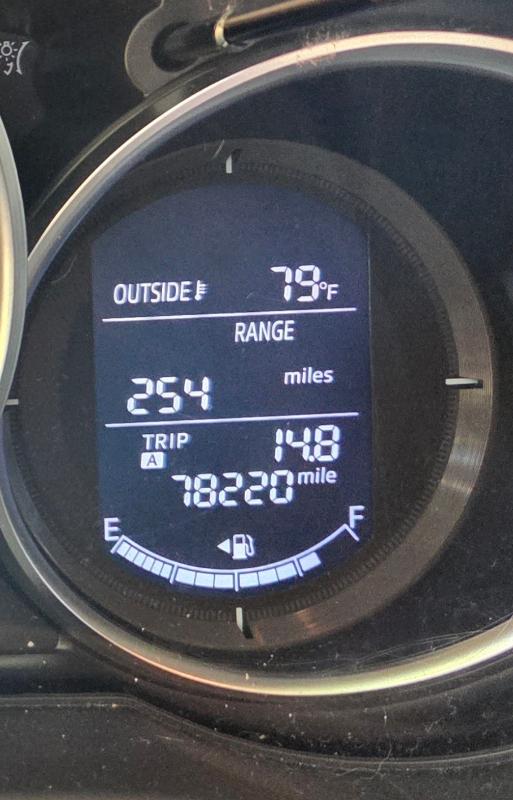 OUTSIDE 79°F
RANGE
254 miles
TRIP A 14.8
78220 mile
E F